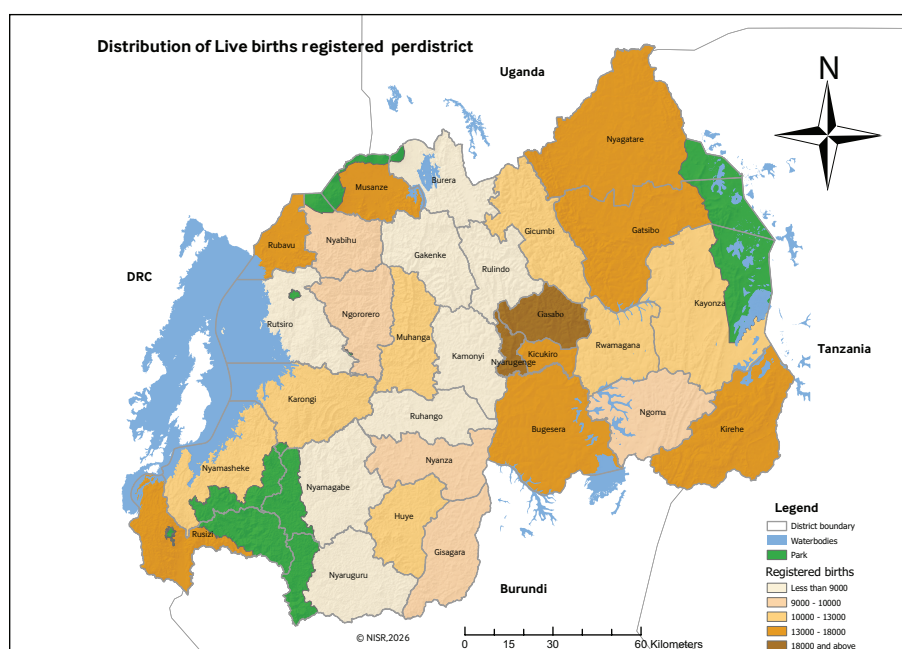 Distribution of Live births registered perdistrict
Uganda
N
Nyagatare
Burera
Musanze
Gicumbi
Gatsibo
Rubavu
Nyabihu
Gakenke
Rulindo
DRC
Kayonza
Rutsiro
Ngororero
Gasabo
Muhanga
Rwamagana
Tanzania
Kamonyi
Kicukiro
Nyarugenge
Karongi
Ngoma
Ruhango
Bugesera
Kirehe
Nyanza
Nyamasheke
Nyamagabe
Huye
Rusizi
Gisagara
Nyaruguru
Burundi
Legend
District boundary
Waterbodies
Park
Registered births
Less than 9000
9000 - 10000
10000 - 13000
13000 - 18000
18000 and above
© NISR,2026
0 15 30 60 Kilometers